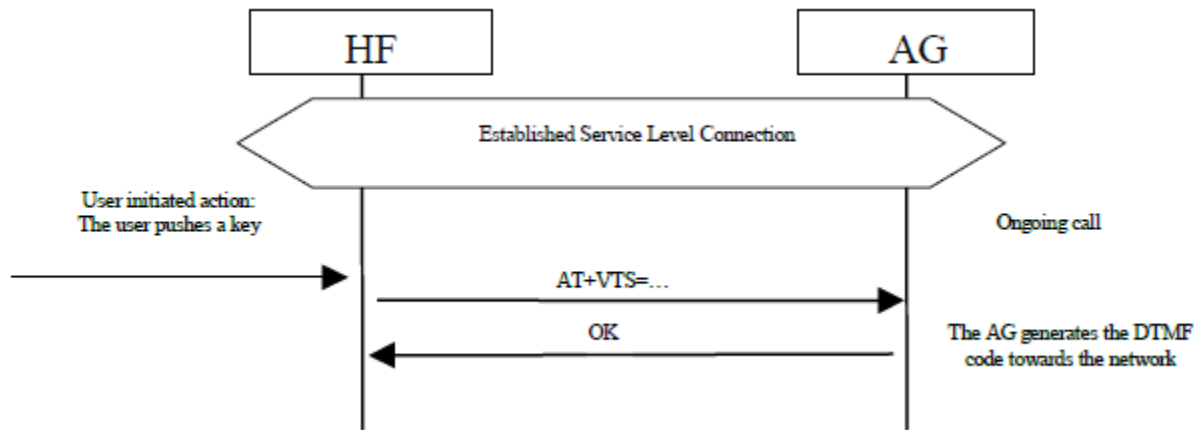 HF
AG
Established Service Level Connection
User initiated action:
The user pushes a key
Ongoing call
AT+VTS=…
OK
The AG generates the DTMF
code towards the network